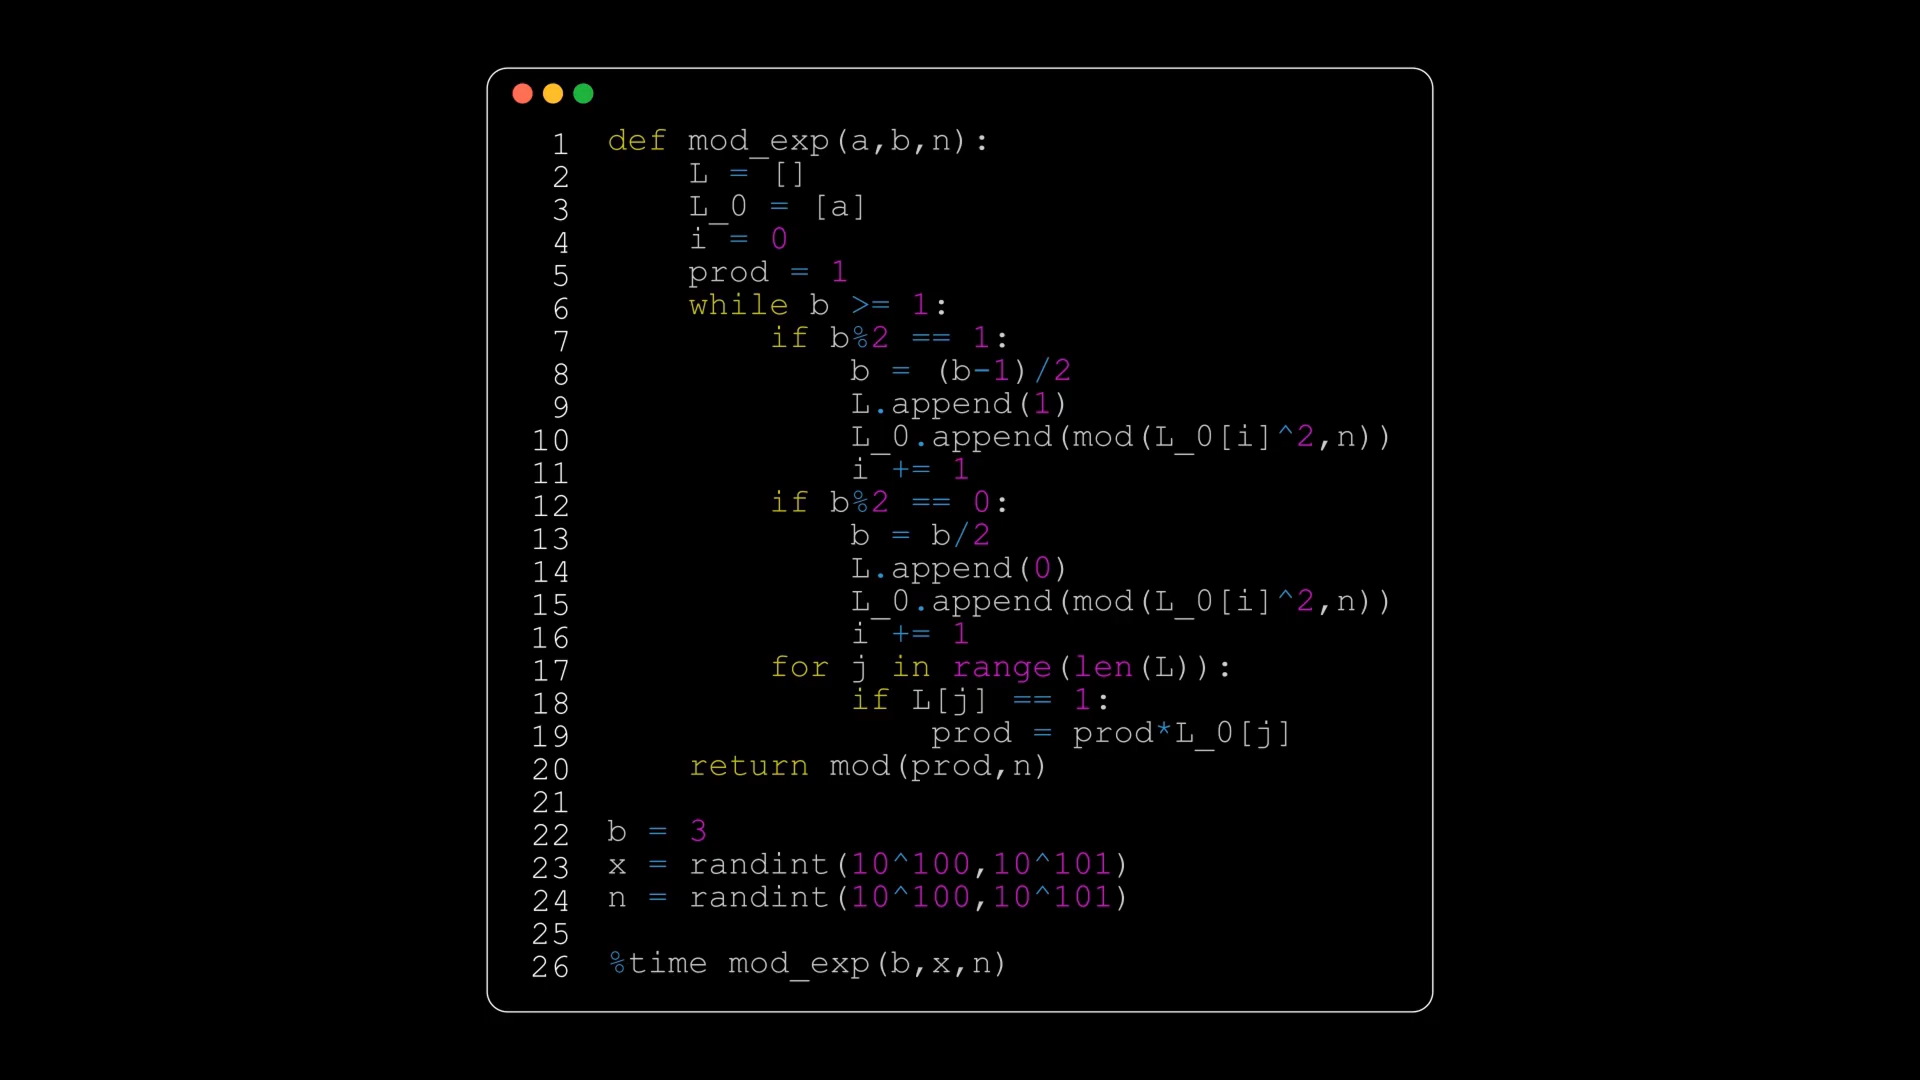 1 def mod_exp(a,b,n):
2 L = []
3 L_0 = [a]
4 i = 0
5 prod = 1
6 while b >= 1:
7 if b%2 == 1:
8 b = (b-1)/2
9 L.append(1)
10 L_0.append(mod(L_0[i]^2,n))
11 i += 1
12 if b%2 == 0:
13 b = b/2
14 L.append(0)
15 L_0.append(mod(L_0[i]^2,n))
16 i += 1
17 for j in range(len(L)):
18 if L[j] == 1:
19 prod = prod*L_0[j]
20 return mod(prod,n)
21
22 b = 3
23 x = randint(10^100,10^101)
24 n = randint(10^100,10^101)
25
26 %time mod_exp(b,x,n)